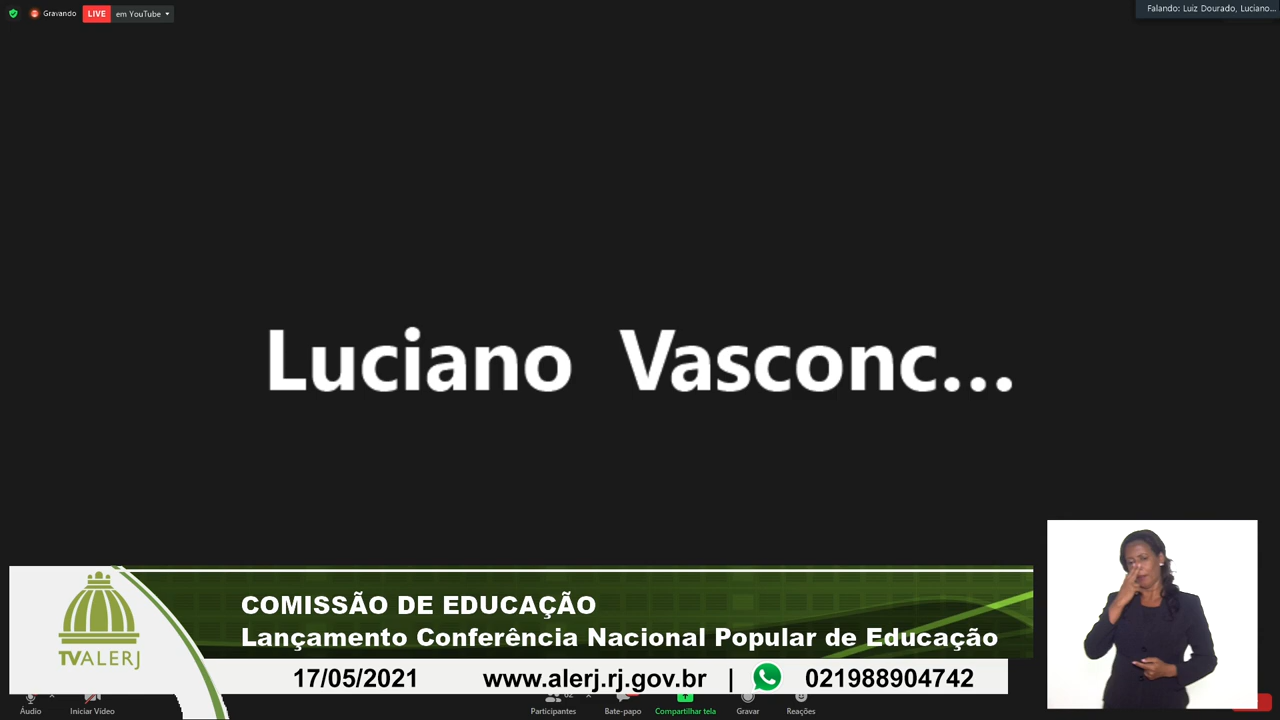 Gravando LIVE em YouTube
Falando: Luiz Dourado, Luciano...
Luciano Vasconc...
COMISSÃO DE EDUCAÇÃO
Lançamento Conferência Nacional Popular de Educação
TVALERJ
17/05/2021 www.alerj.rj.gov.br | 021988904742
Áudio Iniciar Vídeo Participantes Bate-papo Compartilhar tela Gravar Reações